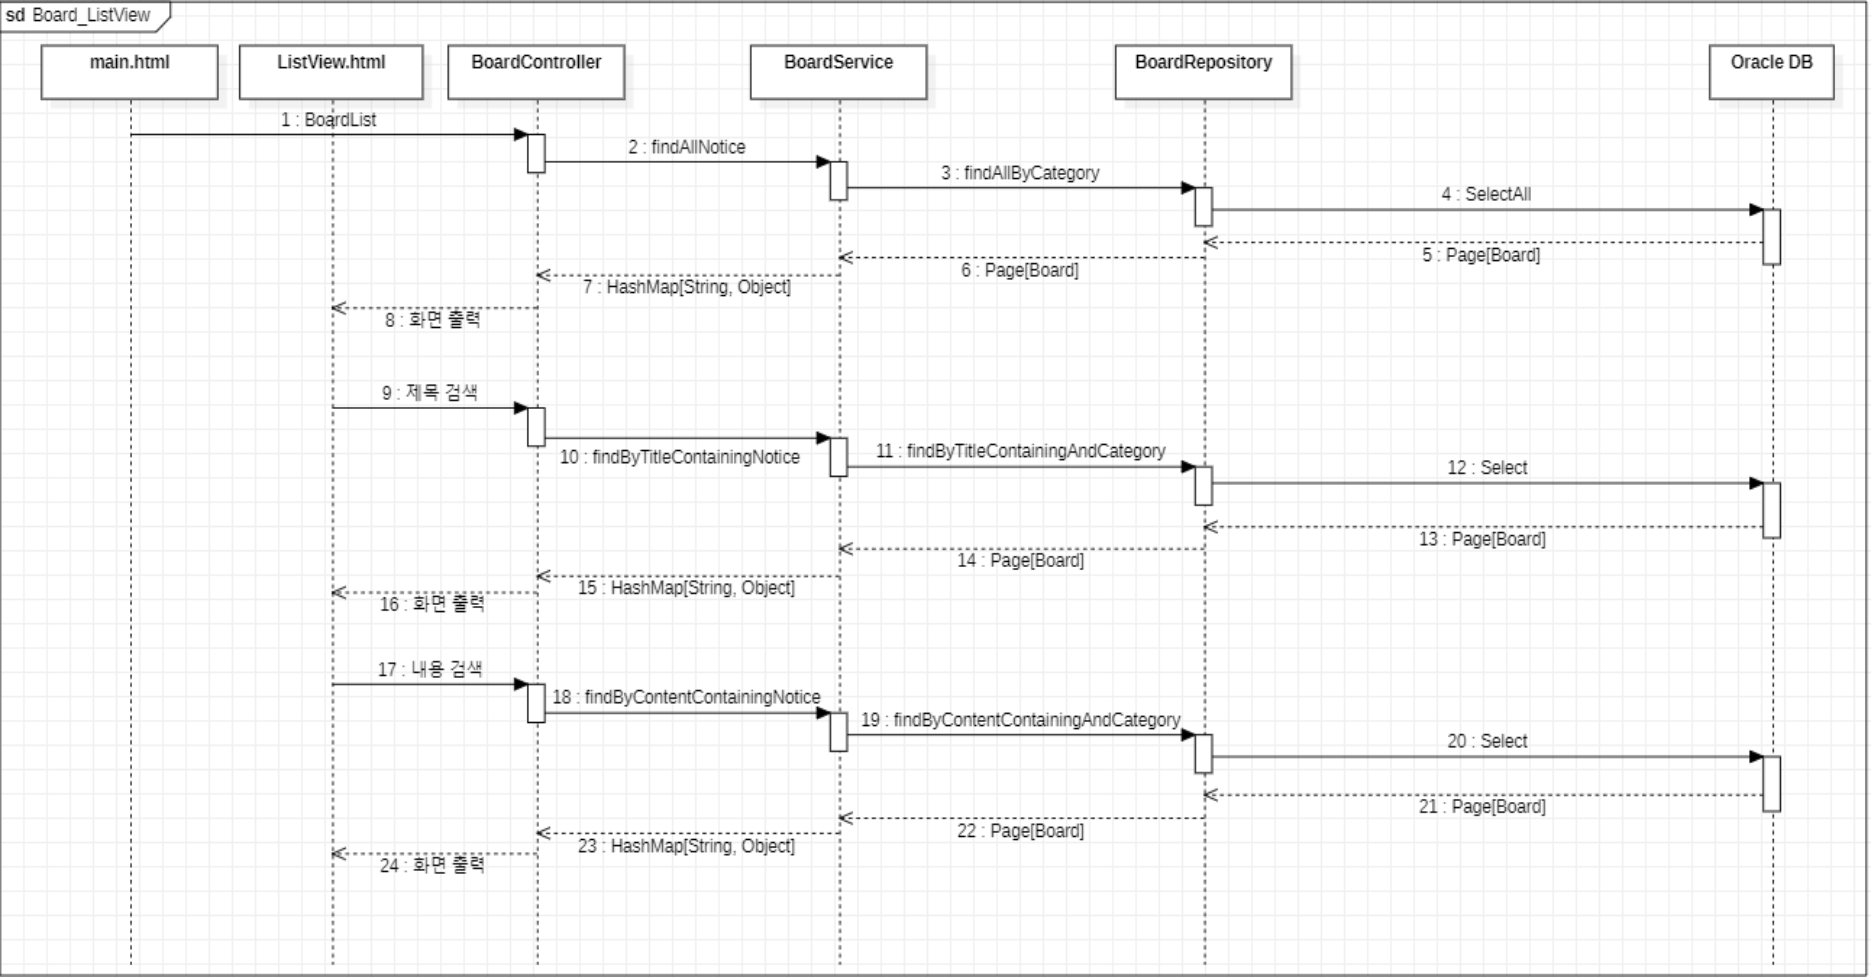 sd Board_ListView
main.html
ListView.html
BoardController
BoardService
BoardRepository
Oracle DB
1 : BoardList
2 : findAllNotice
3 : findAllByCategory
4 : SelectAll
5 : Page[Board]
6 : Page[Board]
7 : HashMap[String, Object]
8 : 화면 출력
9 : 제목 검색
10 : findByTitleContainingNotice
11 : findByTitleContainingAndCategory
12 : Select
13 : Page[Board]
14 : Page[Board]
15 : HashMap[String, Object]
16 : 화면 출력
17 : 내용 검색
18 : findByContentContainingNotice
19 : findByContentContainingAndCategory
20 : Select
21 : Page[Board]
22 : Page[Board]
23 : HashMap[String, Object]
24 : 화면 출력